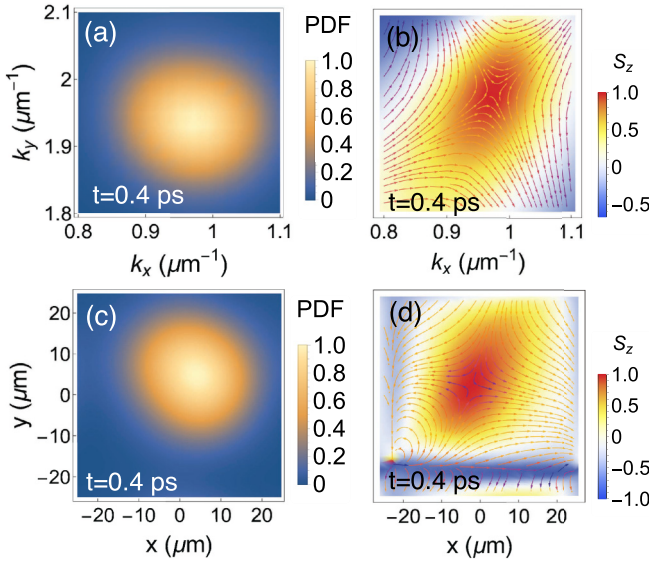 (a)
PDF
1.0
0.8
0.6
0.4
0.2
0
2.1
2
1.9
1.8
k_y (μm⁻¹)
t=0.4 ps
0.8 0.9 1 1.1
k_x (μm⁻¹)
(b)
S_z
1.0
0.5
0
−0.5
t=0.4 ps
0.8 0.9 1 1.1
k_x (μm⁻¹)
(c)
PDF
1.0
0.8
0.6
0.4
0.2
0
20
10
0
−10
−20
y (μm)
t=0.4 ps
−20 −10 0 10 20
x (μm)
(d)
S_z
1.0
0.5
0
−0.5
−1.0
t=0.4 ps
−20 −10 0 10 20
x (μm)